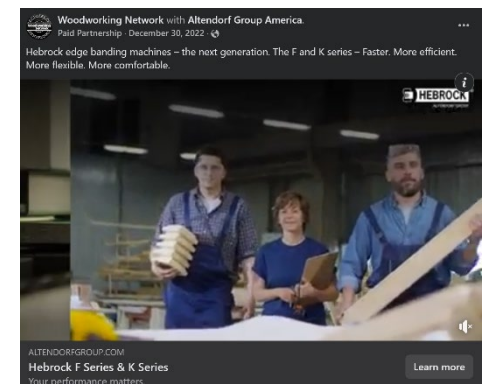 Woodworking Network with Altendorf Group America.
Paid Partnership · December 30, 2022 ·
Hebrock edge banding machines – the next generation. The F and K series – Faster. More efficient.
More flexible. More comfortable.
i
HEBROCK
ALTENDORFGROUP.COM
Hebrock F Series & K Series
Learn more
Your performance matters